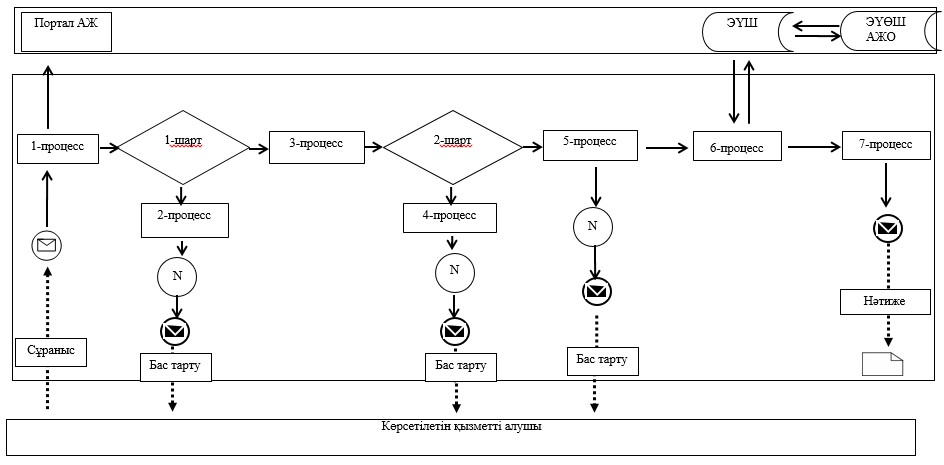 Портал АЖ
ЭҮШ
ЭҮӨШ
АЖО
1-процесс
1-шарт
3-процесс
2-шарт
5-процесс
6-процесс
7-процесс
2-процесс
4-процесс
N
N
N
Нәтиже
Сұраныс
Бас тарту
Бас тарту
Бас тарту
Көрсетілетін қызметті алушы